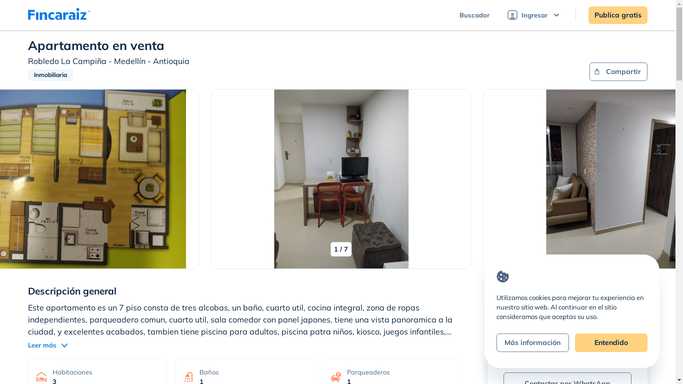 Fincaraiz
Buscador
Ingresar
Publica gratis
Apartamento en venta
Robledo La Campiña - Medellín - Antioquia
Inmobiliaria
Compartir
1 / 7
Descripción general
Este apartamento es un 7 piso consta de tres alcobas, un baño, cuarto util, cocina integral, zona de ropas
independientes, parqueadero comun, cuarto util, sala comedor con panel japones, tiene una vista panoramica a la
ciudad, y excelentes acabados, tambien tiene piscina para adultos, piscina patra niños, kiosco, juegos infantiles,...
Leer más
Habitaciones
3
Baños
1
Parqueaderos
1
Utilizamos cookies para mejorar tu experiencia en
nuestro sitio web. Al continuar en el sitio
consideramos que aceptas su uso.
Más información
Entendido
Contactar por WhatsApp